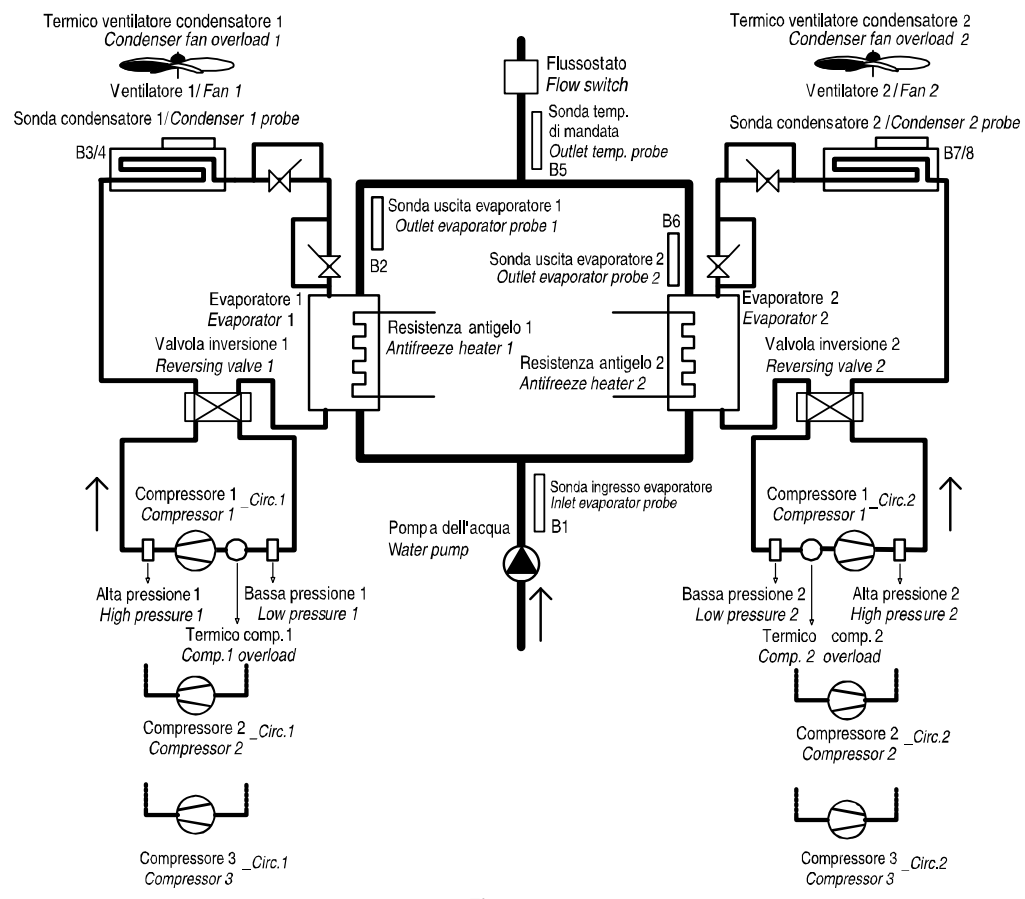 Termico ventilatore condensatore 1
Condenser fan overload 1
Ventilatore 1/ Fan 1
Sonda condensatore 1/Condenser 1 probe
B3/4
Flussostato
Flow switch
Sonda temp.
di mandata
Outlet temp. probe
B5
Termico ventilatore condensatore 2
Condenser fan overload 2
Ventilatore 2/ Fan 2
Sonda condensatore 2 /Condenser 2 probe
B7/8
Sonda uscita evaporatore 1
Outlet evaporator probe 1
B2
B6
Sonda uscita evaporatore 2
Outlet evaporator probe 2
Evaporatore 1
Evaporator 1
Valvola inversione 1
Reversing valve 1
Resistenza antigelo 1
Antifreeze heater 1
Resistenza antigelo 2
Antifreeze heater 2
Evaporatore 2
Evaporator 2
Valvola inversione 2
Reversing valve 2
Compressore 1 _Circ.1
Compressor 1
Alta pressione 1
High pressure 1
Bassa pressione 1
Low pressure 1
Termico comp.1
Comp.1 overload
Sonda ingresso evaporatore
Inlet evaporator probe
B1
Pompa dell'acqua
Water pump
Compressore 1 _Circ.2
Compressor 1
Bassa pressione 2
Low pressure 2
Alta pressione 2
High pressure 2
Termico comp. 2
Comp. 2 overload
Compressore 2 _Circ.1
Compressor 2
Compressore 2 _Circ.2
Compressor 2
Compressore 3 _Circ.1
Compressor 3
Compressore 3 _Circ.2
Compressor 3